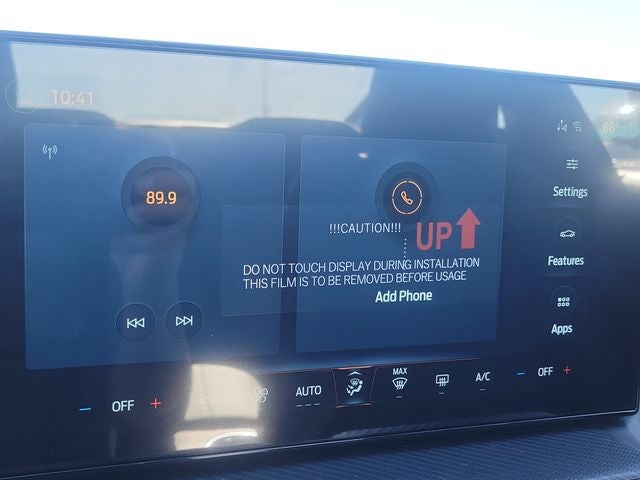 10:41
68°
89.9
Settings
!!!CAUTION!!!
UP
Features
DO NOT TOUCH DISPLAY DURING INSTALLATION
THIS FILM IS TO BE REMOVED BEFORE USAGE
Add Phone
Apps
OFF
AUTO
MAX
A/C
OFF